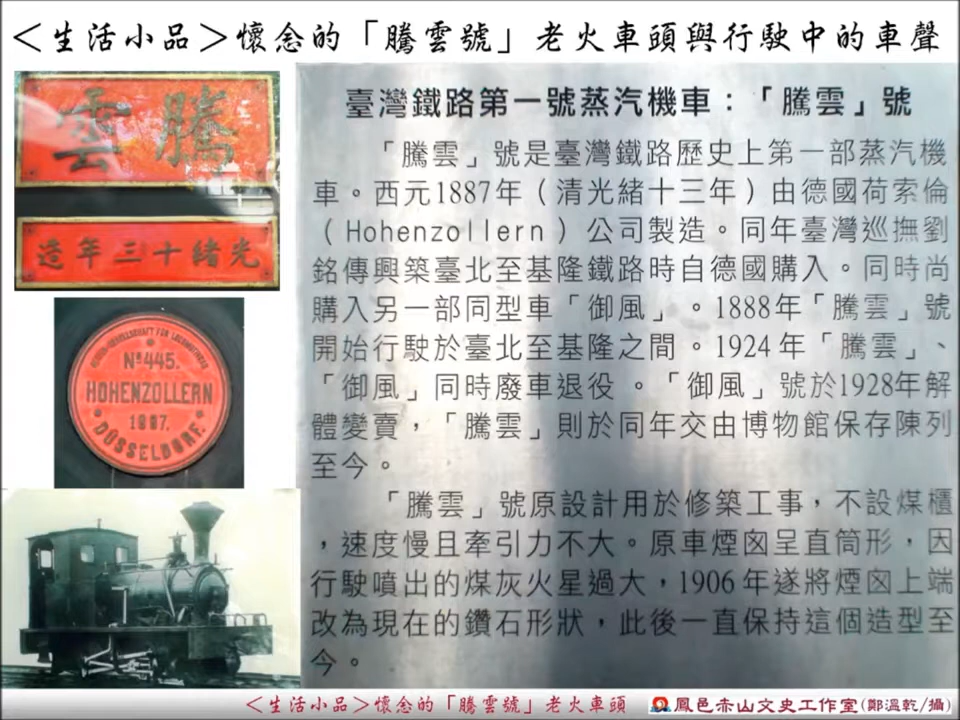 ＜生活小品＞懷念的「騰雲號」老火車頭與行駛中的車聲
雲騰
造年三十緒光
Nº 445.
HOHENZOLLERN
1887.
DÜSSELDORF.
臺灣鐵路第一號蒸汽機車：「騰雲」號
「騰雲」號是臺灣鐵路歷史上第一部蒸汽機
車。西元1887年（清光緒十三年）由德國荷索倫
（Hohenzollern）公司製造。同年臺灣巡撫劉
銘傳興築臺北至基隆鐵路時自德國購入。同時尚
購入另一部同型車「御風」。1888年「騰雲」號
開始行駛於臺北至基隆之間。1924年「騰雲」、
「御風」同時廢車退役。「御風」號於1928年解
體變賣，「騰雲」則於同年交由博物館保存陳列
至今。
「騰雲」號原設計用於修築工事，不設煤櫃
，速度慢且牽引力不大。原車煙囪呈直筒形，因
行駛噴出的煤灰火星過大，1906年遂將煙囪上端
改為現在的鑽石形狀，此後一直保持這個造型至
今。
＜生活小品＞懷念的「騰雲號」老火車頭
鳳邑赤山文史工作室(鄭溫乾/攝)